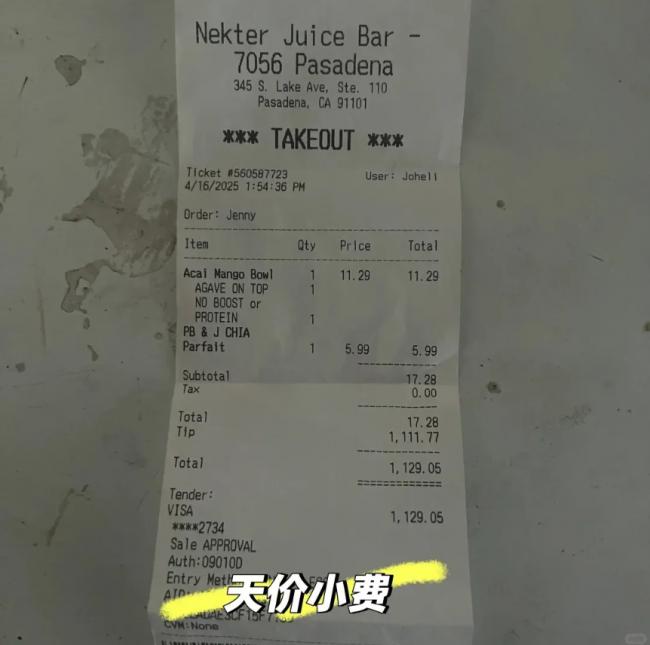 Nekter Juice Bar -
7056 Pasadena
345 S. Lake Ave, Ste. 110
Pasadena, CA 91101
*** TAKEOUT ***
Ticket #560587723
User: Johell
4/16/2025 1:54:36 PM
Order: Jenny
Item Qty Price Total
Acai Mango Bowl 1 11.29 11.29
AGAVE ON TOP 1
NO BOOST or
PROTEIN 1
PB & J CHIA
Parfait 1 5.99 5.99
Subtotal 17.28
Tax 0.00
Total 17.28
Tip 1,111.77
Total 1,129.05
Tender:
VISA 1,129.05
****2734
Sale APPROVAL
Auth:09010D
Entry
天价小费
CVM:None